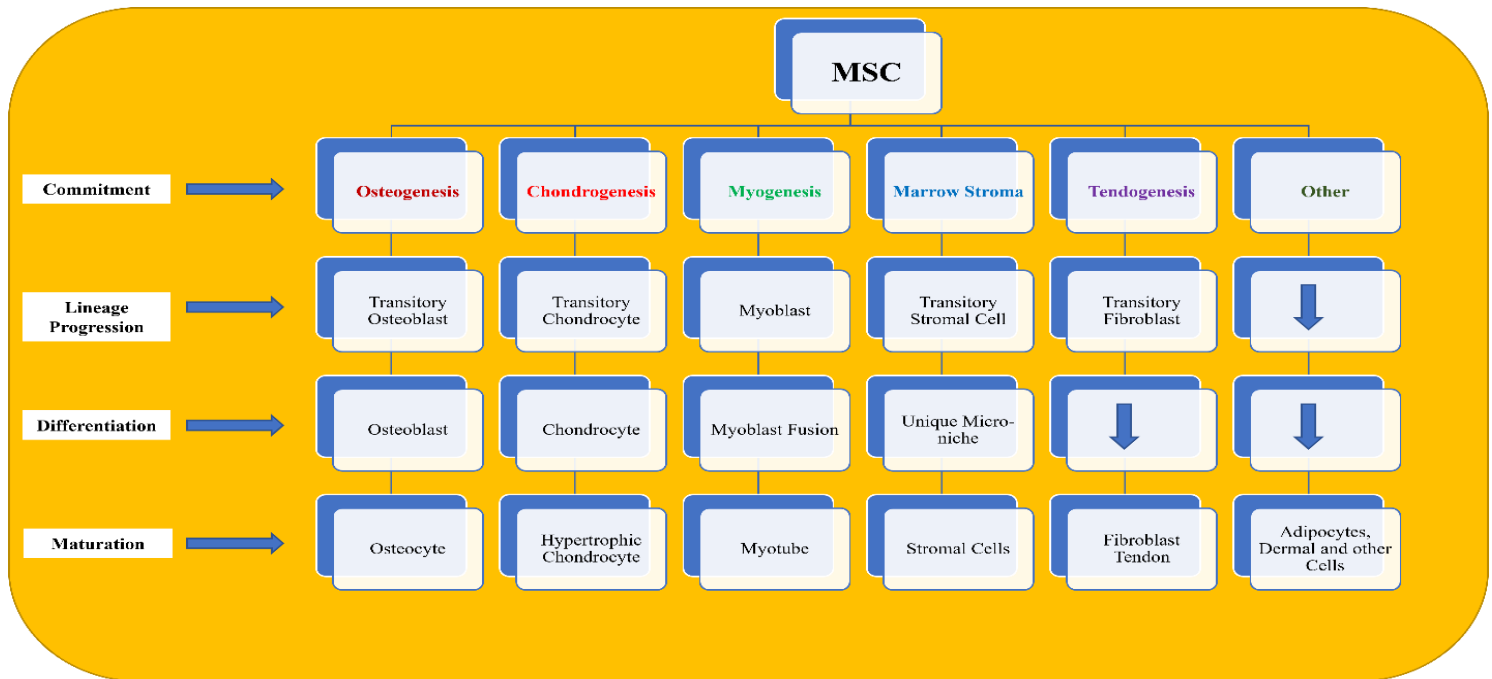 MSC
Commitment
Osteogenesis
Chondrogenesis
Myogenesis
Marrow Stroma
Tendogenesis
Other
Lineage
Progression
Transitory
Osteoblast
Transitory
Chondrocyte
Myoblast
Transitory
Stromal Cell
Transitory
Fibroblast
Differentiation
Osteoblast
Chondrocyte
Myoblast Fusion
Unique Micro-
niche
Maturation
Osteocyte
Hypertrophic
Chondrocyte
Myotube
Stromal Cells
Fibroblast
Tendon
Adipocytes,
Dermal and other
Cells